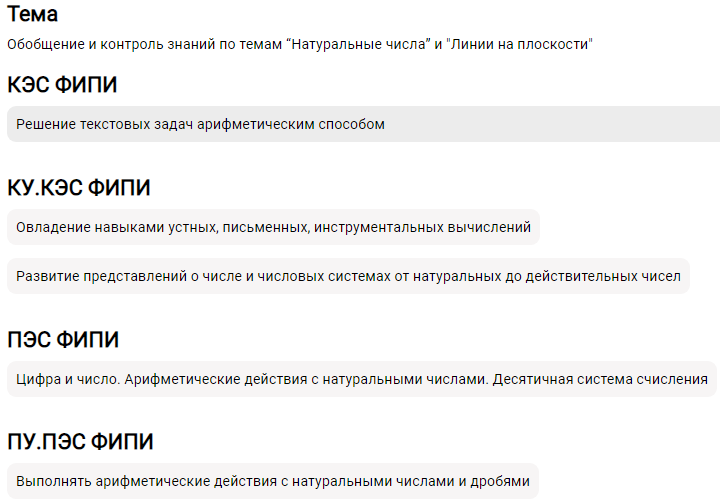 Тема
Обобщение и контроль знаний по темам “Натуральные числа” и "Линии на плоскости"
КЭС ФИПИ
Решение текстовых задач арифметическим способом
КУ.КЭС ФИПИ
Овладение навыками устных, письменных, инструментальных вычислений
Развитие представлений о числе и числовых системах от натуральных до действительных чисел
ПЭС ФИПИ
Цифра и число. Арифметические действия с натуральными числами. Десятичная система счисления
ПУ.ПЭС ФИПИ
Выполнять арифметические действия с натуральными числами и дробями